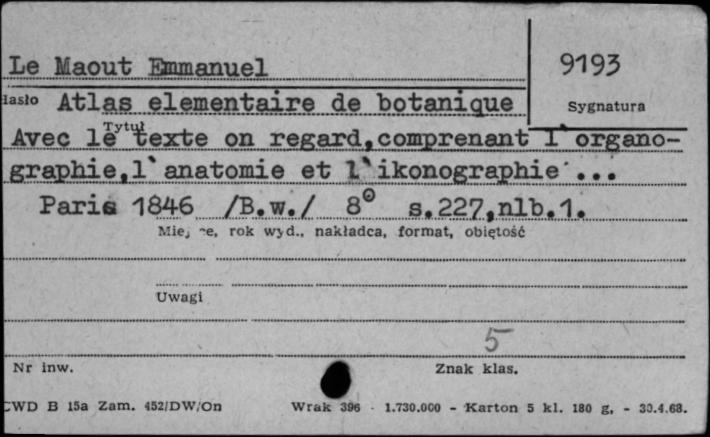 Le Maout Emmanuel
9193
Hasło Atlas elementaire de botanique
Sygnatura
Tytuł
Avec le texte on regard,comprenant l`organo-
graphie,l`anatomie et l`ikonographie ...
Paris 1846 /B.w./ 8° s.227,nlb.1.
Miejsce, rok wyd., nakładca, format, objętość
Uwagi
5
Nr inw.
Znak klas.
CWD B 15a Zam. 452/DW/On Wrak 396 - 1.730.000 - Karton 5 kl. 180 g, - 30.4.68.